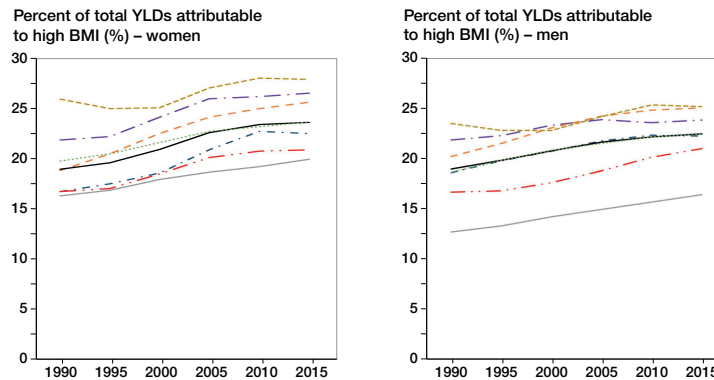 Percent of total YLDs attributable
to high BMI (%) – women
30
25
20
15
10
5
0
1990 1995 2000 2005 2010 2015
Percent of total YLDs attributable
to high BMI (%) – men
30
25
20
15
10
5
0
1990 1995 2000 2005 2010 2015